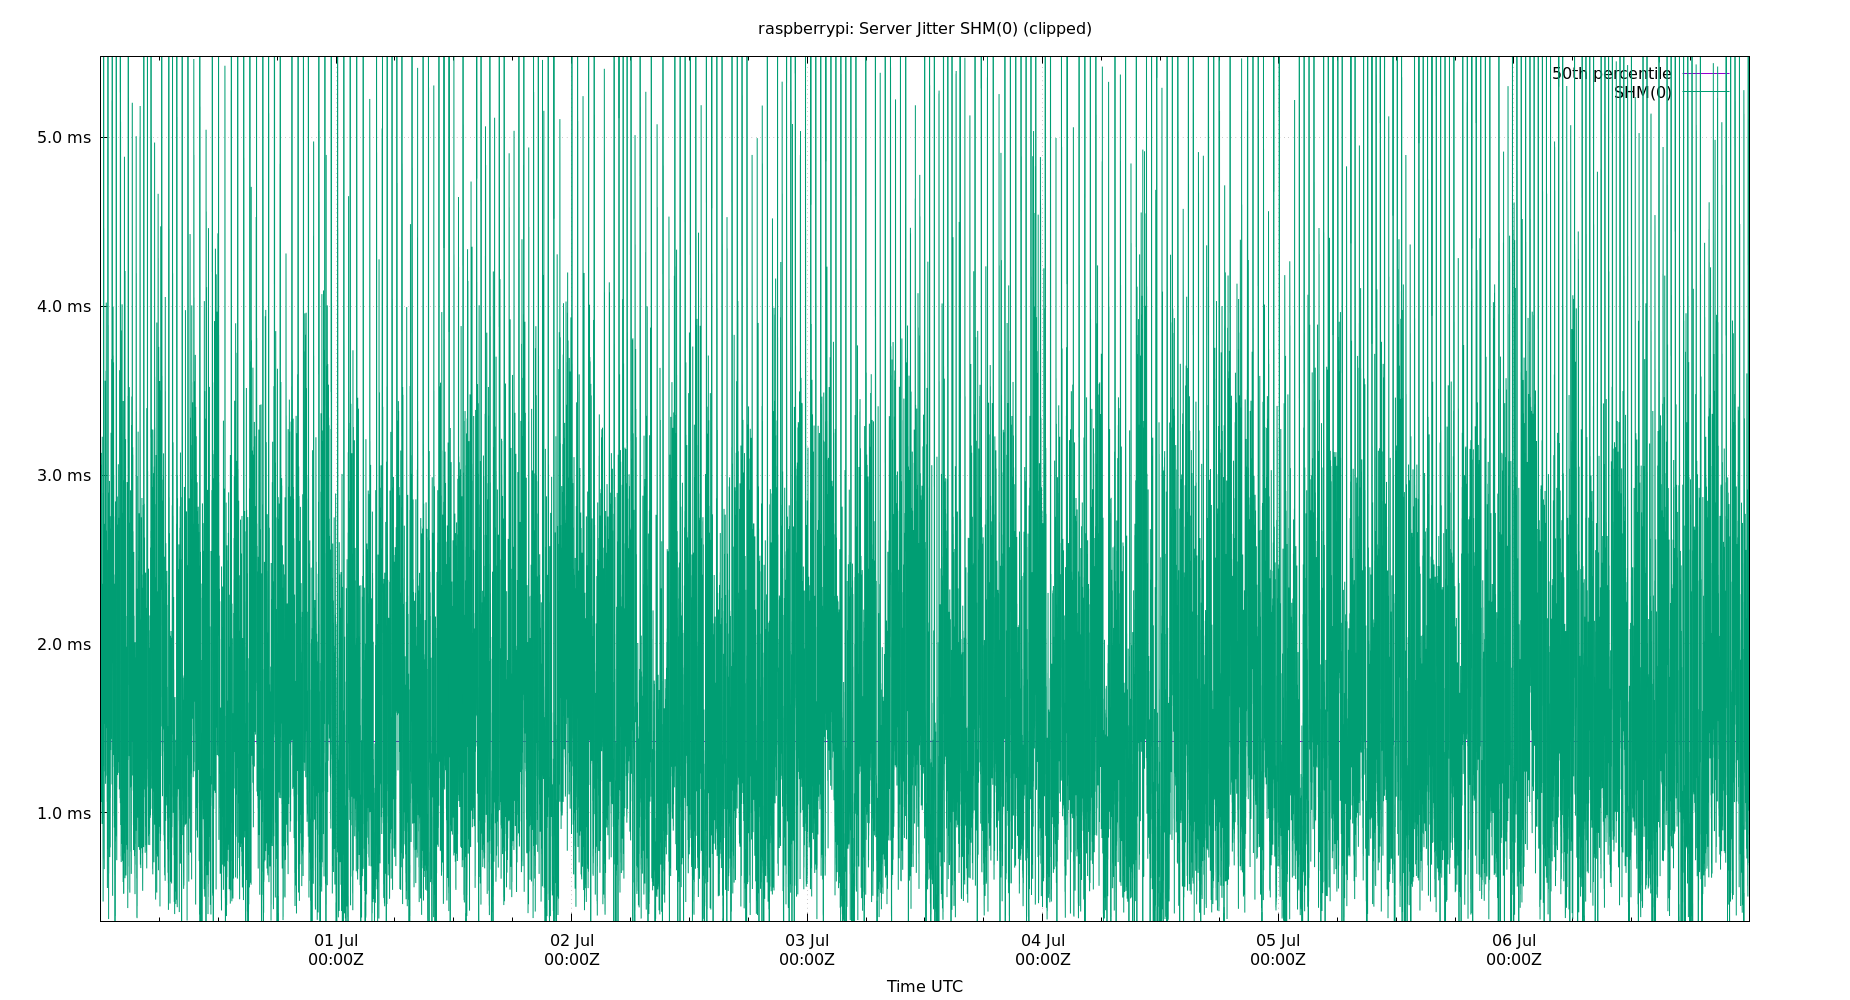 raspberrypi: Server Jitter SHM(0) (clipped)
50th percentile
SHM(0)
5.0 ms
4.0 ms
3.0 ms
2.0 ms
1.0 ms
01 Jul 02 Jul 03 Jul 04 Jul 05 Jul 06 Jul
00:00Z 00:00Z 00:00Z 00:00Z 00:00Z 00:00Z
Time UTC